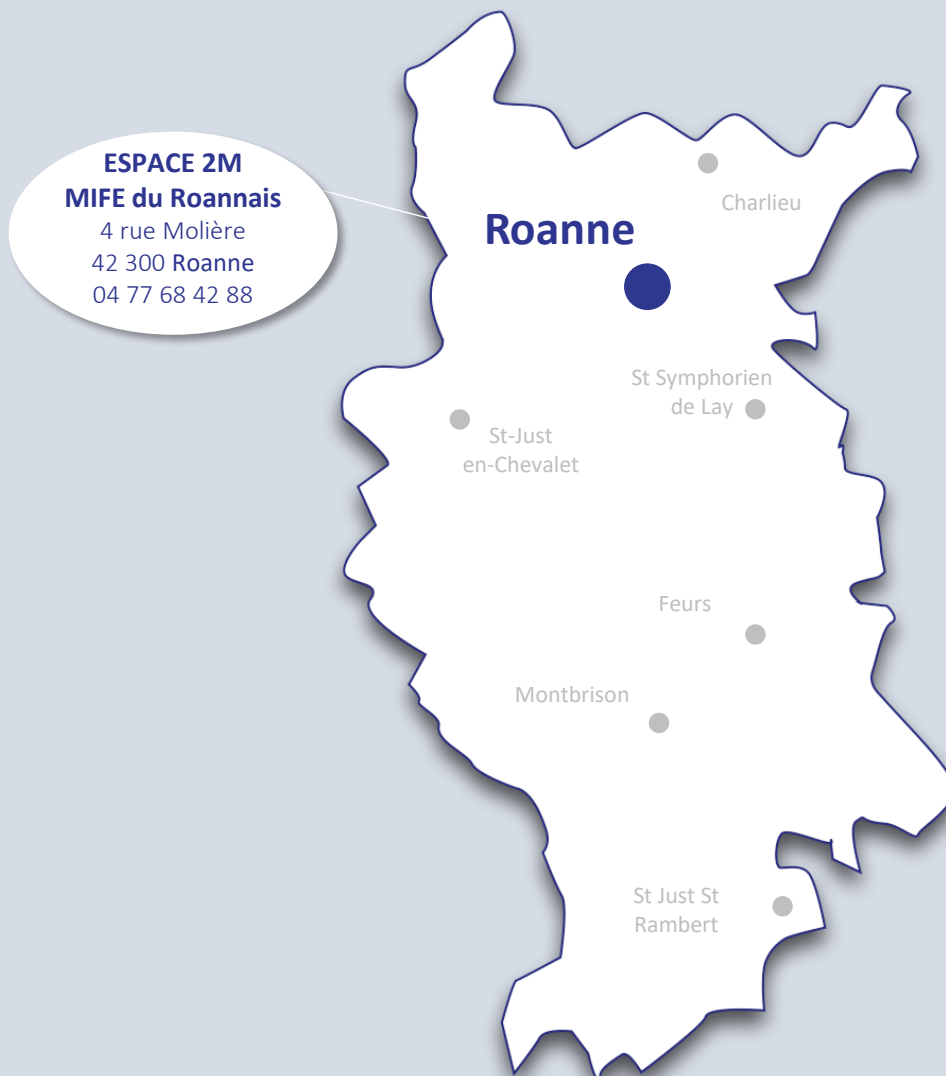 ESPACE 2M
MIFE du Roannais
4 rue Molière
42 300 Roanne
04 77 68 42 88
Charlieu
Roanne
St Symphorien
de Lay
St-Just
en-Chevalet
Feurs
Montbrison
St Just St
Rambert